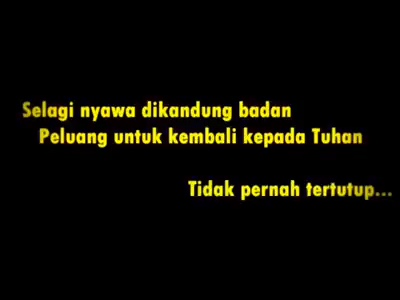 Selagi nyawa dikandung badan
Peluang untuk kembali kepada Tuhan
Tidak pernah tertutup...